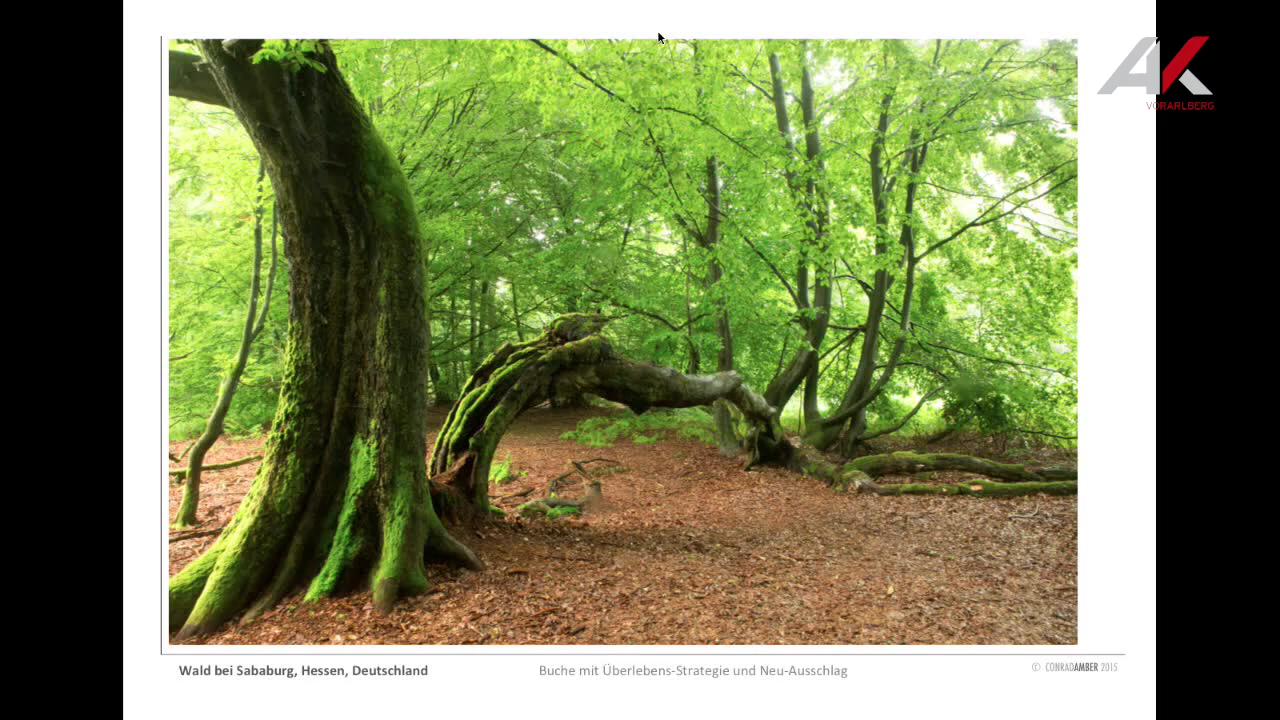 AK
VORARLBERG
Wald bei Sababurg, Hessen, Deutschland
Buche mit Überlebens-Strategie und Neu-Ausschlag
© CONRADAMBER 2015